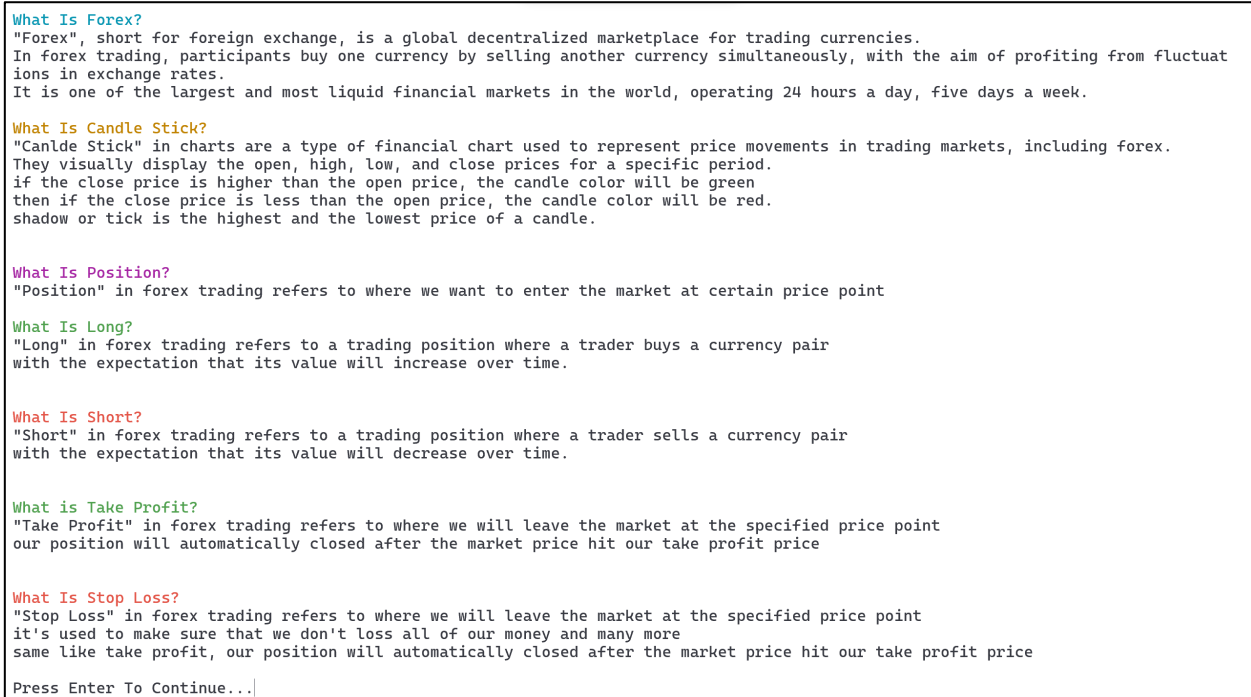 What Is Forex?
"Forex", short for foreign exchange, is a global decentralized marketplace for trading currencies.
In forex trading, participants buy one currency by selling another currency simultaneously, with the aim of profiting from fluctuat
ions in exchange rates.
It is one of the largest and most liquid financial markets in the world, operating 24 hours a day, five days a week.
What Is Candle Stick?
"Canlde Stick" in charts are a type of financial chart used to represent price movements in trading markets, including forex.
They visually display the open, high, low, and close prices for a specific period.
if the close price is higher than the open price, the candle color will be green
then if the close price is less than the open price, the candle color will be red.
shadow or tick is the highest and the lowest price of a candle.
What Is Position?
"Position" in forex trading refers to where we want to enter the market at certain price point
What Is Long?
"Long" in forex trading refers to a trading position where a trader buys a currency pair
with the expectation that its value will increase over time.
What Is Short?
"Short" in forex trading refers to a trading position where a trader sells a currency pair
with the expectation that its value will decrease over time.
What is Take Profit?
"Take Profit" in forex trading refers to where we will leave the market at the specified price point
our position will automatically closed after the market price hit our take profit price
What Is Stop Loss?
"Stop Loss" in forex trading refers to where we will leave the market at the specified price point
it's used to make sure that we don't loss all of our money and many more
same like take profit, our position will automatically closed after the market price hit our take profit price
Press Enter To Continue...